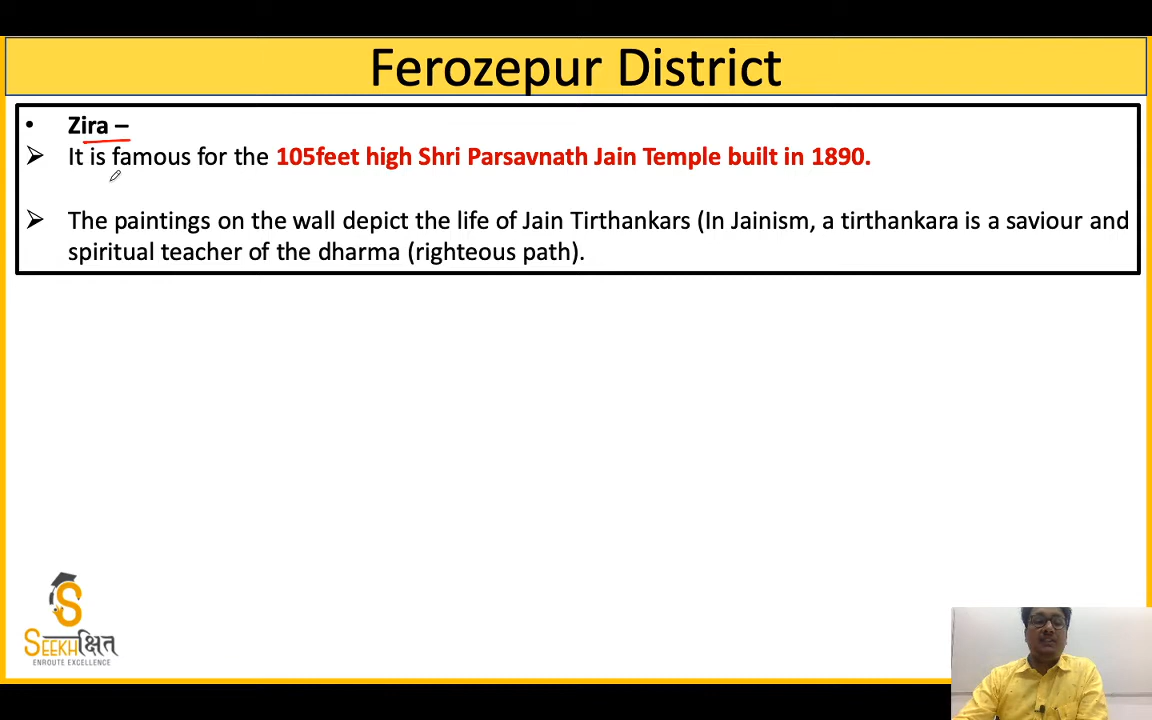 Ferozepur District
• Zira –
➢ It is famous for the 105feet high Shri Parsavnath Jain Temple built in 1890.
➢ The paintings on the wall depict the life of Jain Tirthankars (In Jainism, a tirthankara is a saviour and
spiritual teacher of the dharma (righteous path).
SEEKHक्षित
ENROUTE EXCELLENCE